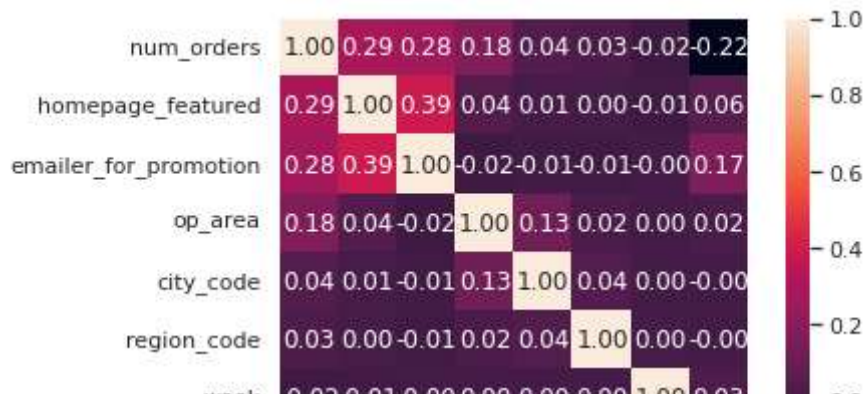 num_orders 1.00 0.29 0.28 0.18 0.04 0.03 -0.02 -0.22
homepage_featured 0.29 1.00 0.39 0.04 0.01 0.00 -0.01 0.06
emailer_for_promotion 0.28 0.39 1.00 -0.02 -0.01 -0.01 -0.00 0.17
op_area 0.18 0.04 -0.02 1.00 0.13 0.02 0.00 0.02
city_code 0.04 0.01 -0.01 0.13 1.00 0.04 0.00 -0.00
region_code 0.03 0.00 -0.01 0.02 0.04 1.00 0.00 -0.00
1.0
0.8
0.6
0.4
0.2